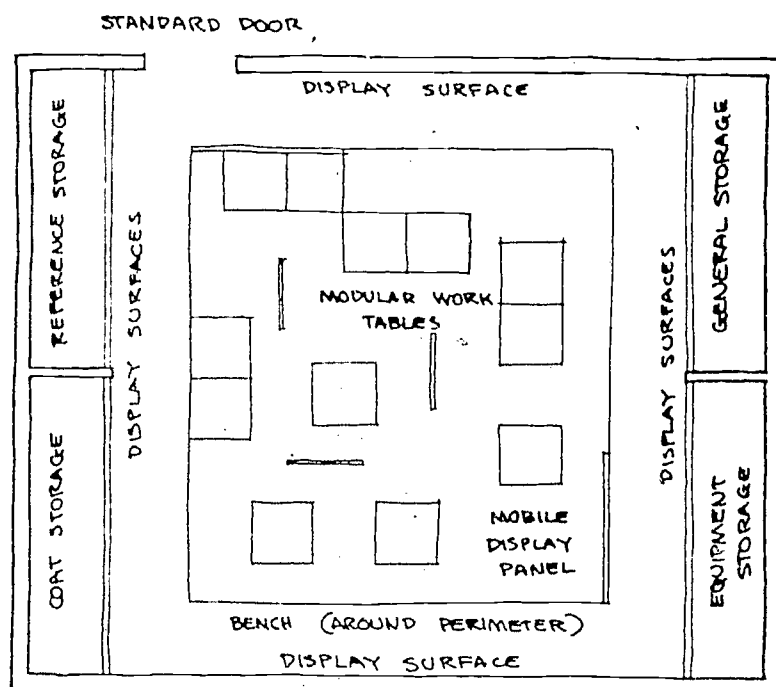 STANDARD DOOR
DISPLAY SURFACE
REFERENCE STORAGE
DISPLAY SURFACES
GENERAL STORAGE
MODULAR WORK
TABLES
DISPLAY SURFACES
COAT STORAGE
MOBILE
DISPLAY
PANEL
EQUIPMENT
STORAGE
BENCH (AROUND PERIMETER)
DISPLAY SURFACE